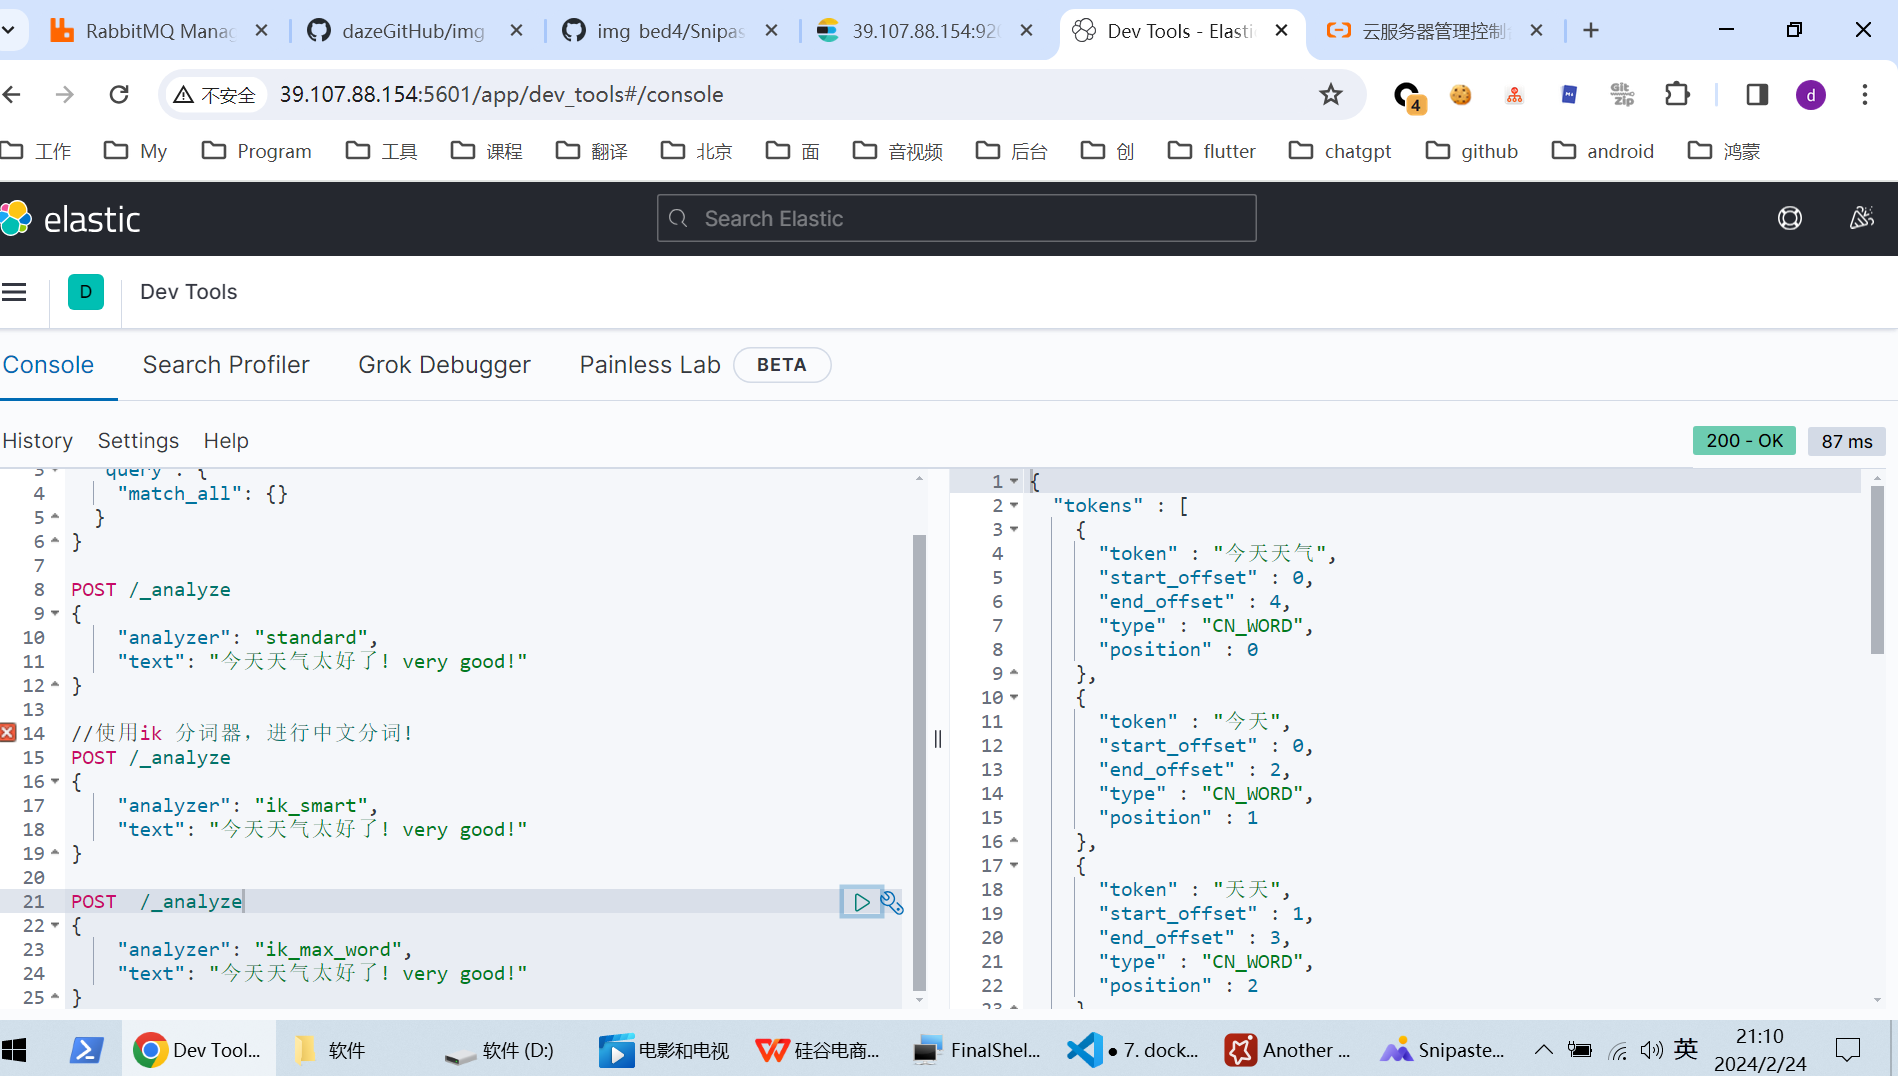 RabbitMQ Manag
dazeGitHub/img
img bed4/Snipas
39.107.88.154:920
Dev Tools - Elasti
云服务器管理控制
不安全
39.107.88.154:5601/app/dev_tools#/console
4
d
工作
My
Program
工具
课程
翻译
北京
面
音视频
后台
创
flutter
chatgpt
github
android
鸿蒙
elastic
Search Elastic
D
Dev Tools
Console
Search Profiler
Grok Debugger
Painless Lab
BETA
History
Settings
Help
200 - OK
87 ms
3 "query": {
4 "match_all": {}
5 }
6 }
7
8 POST /_analyze
9 {
10 "analyzer": "standard",
11 "text": "今天天气太好了! very good!"
12 }
13
14 //使用ik 分词器，进行中文分词!
15 POST /_analyze
16 {
17 "analyzer": "ik_smart",
18 "text": "今天天气太好了! very good!"
19 }
20
21 POST  /_analyze
22 {
23 "analyzer": "ik_max_word",
24 "text": "今天天气太好了! very good!"
25 }
1 {
2 "tokens" : [
3 {
4 "token" : "今天天气",
5 "start_offset" : 0,
6 "end_offset" : 4,
7 "type" : "CN_WORD",
8 "position" : 0
9 },
10 {
11 "token" : "今天",
12 "start_offset" : 0,
13 "end_offset" : 2,
14 "type" : "CN_WORD",
15 "position" : 1
16 },
17 {
18 "token" : "天天",
19 "start_offset" : 1,
20 "end_offset" : 3,
21 "type" : "CN_WORD",
22 "position" : 2
23 }
Dev Tool...
软件
软件 (D:)
电影和电视
硅谷电商...
FinalShel...
● 7. dock...
Another ...
Snipaste...
英
21:10
2024/2/24